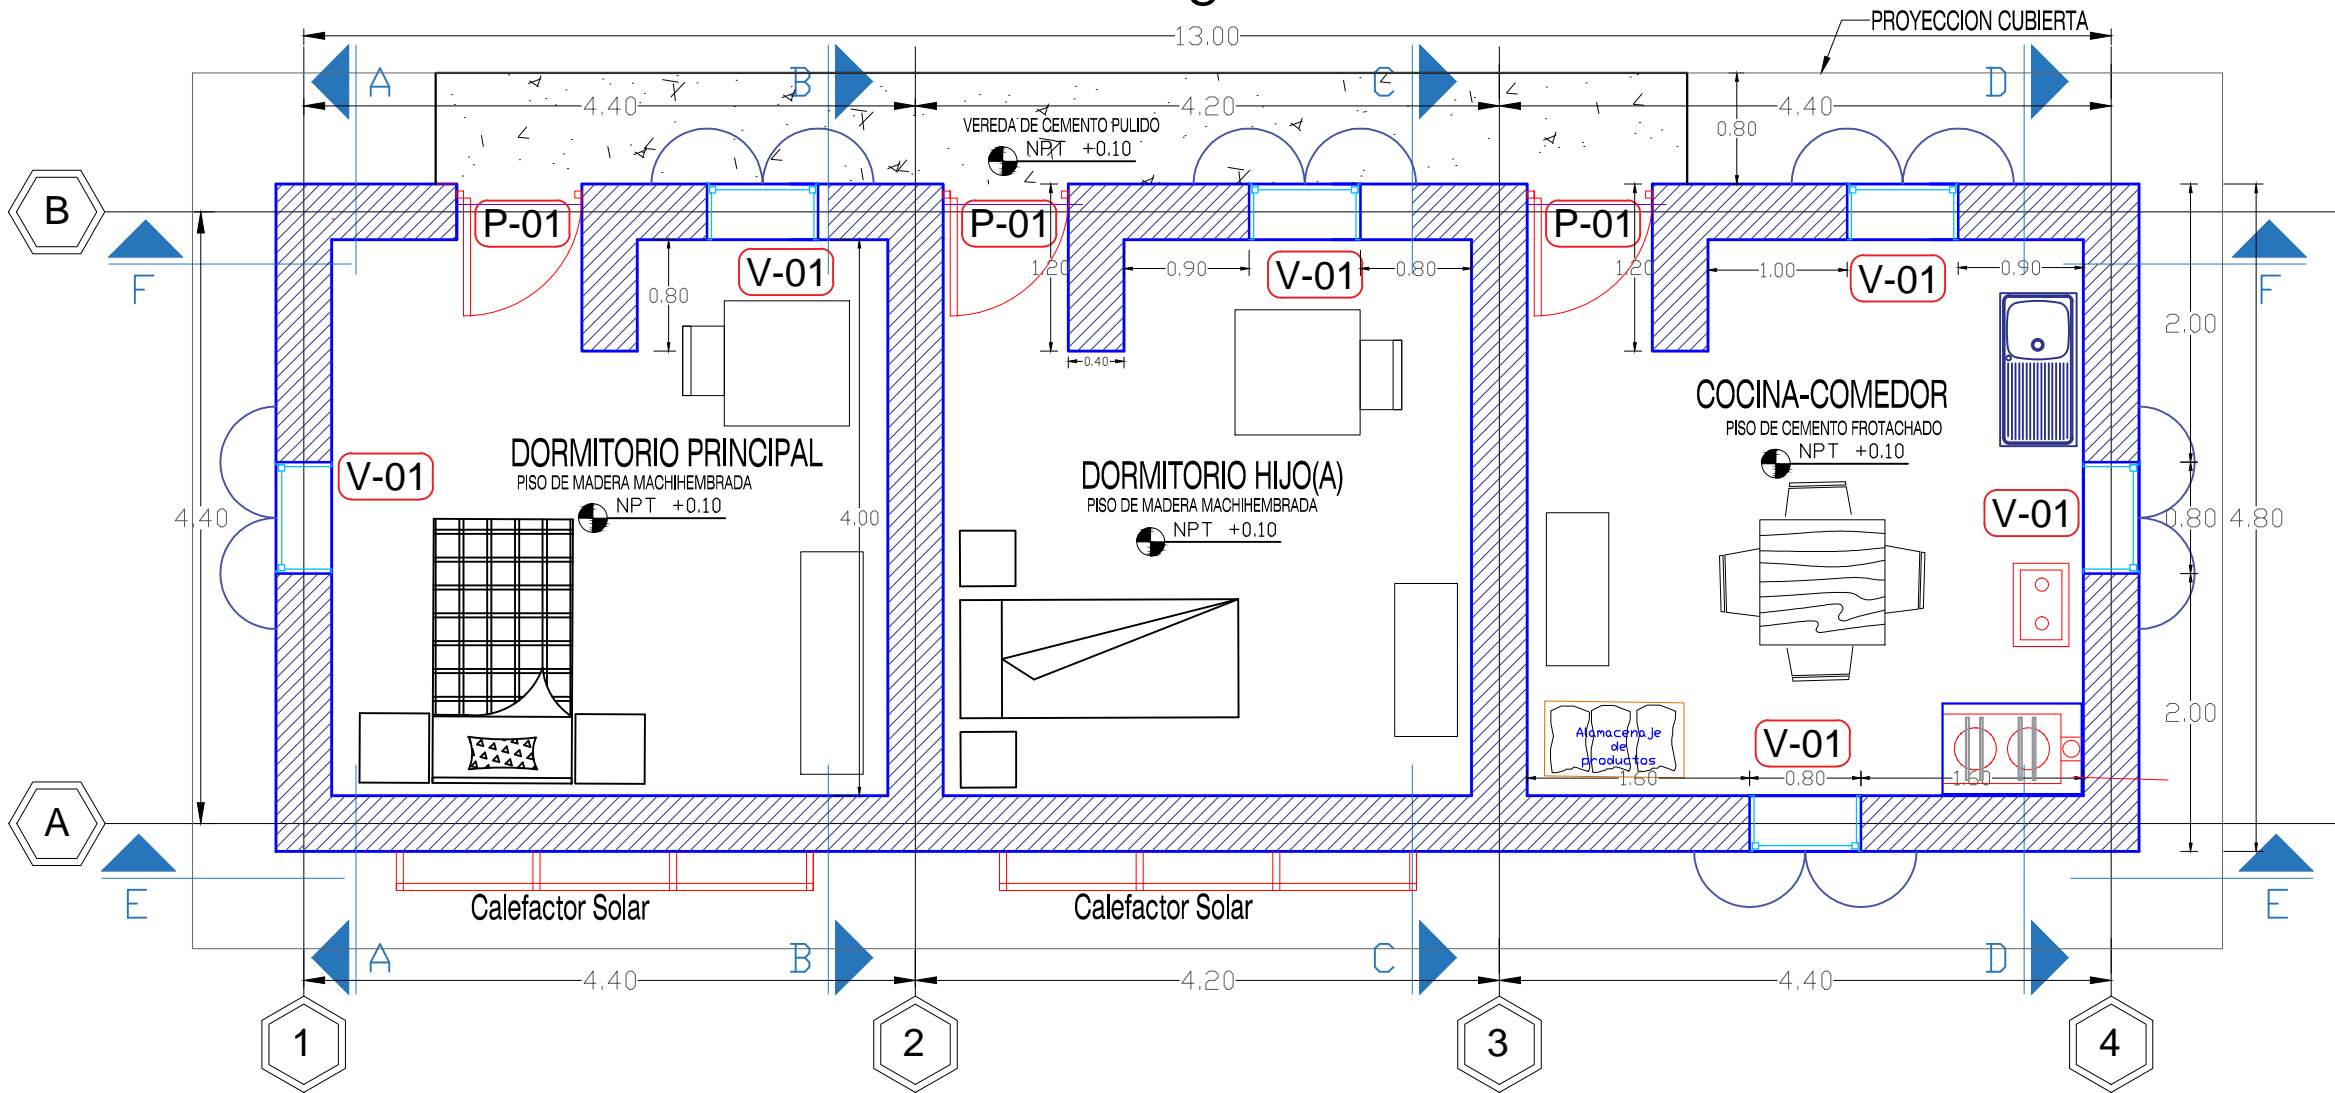 PROYECCION CUBIERTA
13.00
A
B
C
D
4.40
4.20
4.40
0.80
VEREDA DE CEMENTO PULIDO
NPT +0.10
B
P-01
P-01
P-01
F
F
V-01
V-01
V-01
1.20
0.90
0.80
1.20
1.00
0.90
0.80
2.00
0.40
COCINA-COMEDOR
PISO DE CEMENTO FROTACHADO
NPT +0.10
DORMITORIO PRINCIPAL
PISO DE MADERA MACHIHEMBRADA
NPT +0.10
DORMITORIO HIJO(A)
PISO DE MADERA MACHIHEMBRADA
NPT +0.10
V-01
V-01
4.40
4.00
0.80
4.80
2.00
Alamacenaje
de
productos
V-01
1.60
0.80
1.60
A
E
E
Calefactor Solar
Calefactor Solar
A
B
C
D
4.40
4.20
4.40
1
2
3
4